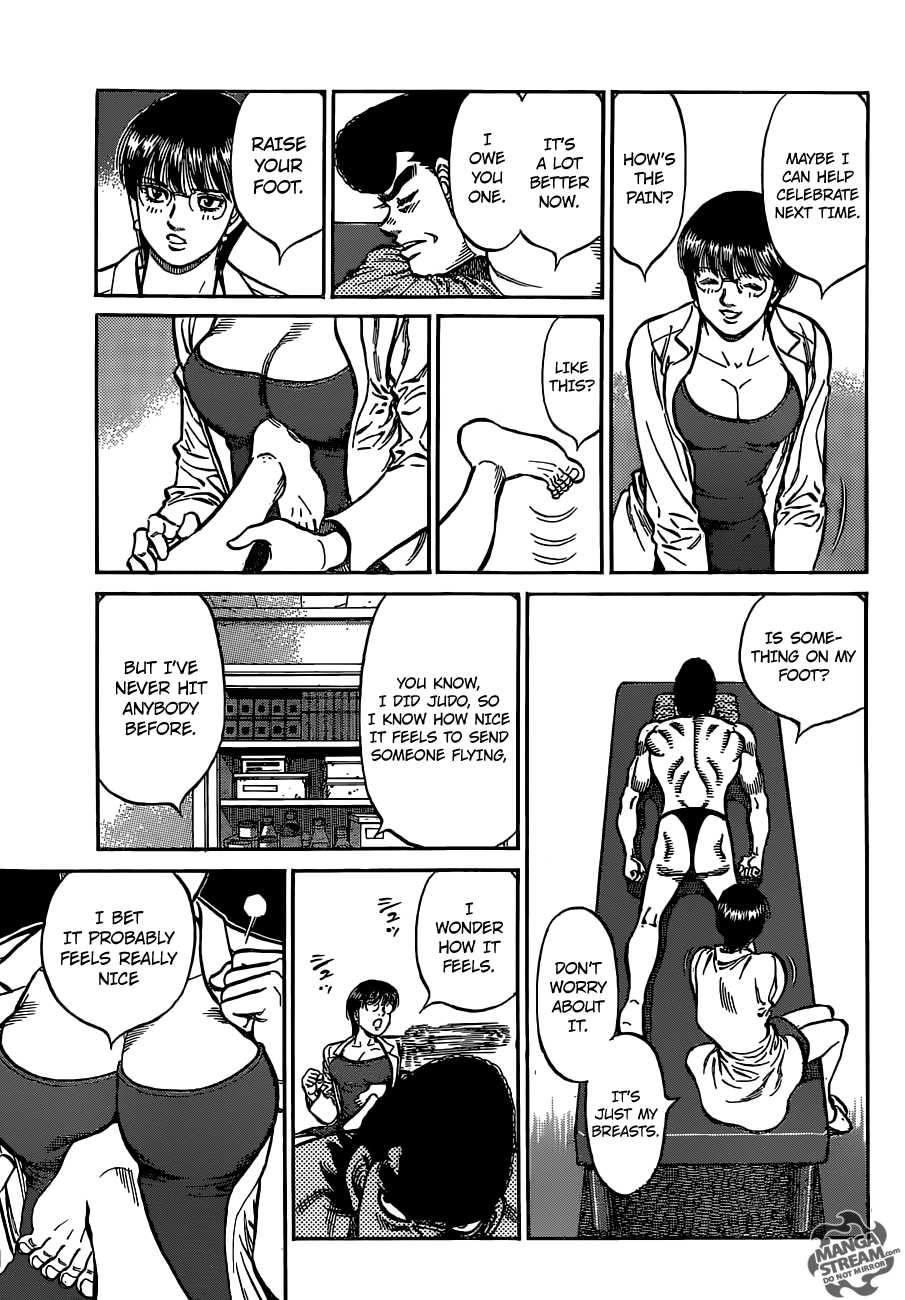 MAYBE I
CAN HELP
CELEBRATE
NEXT TIME.
HOW'S
THE
PAIN?
IT'S
A LOT
BETTER
NOW.
I
OWE
YOU
ONE.
RAISE
YOUR
FOOT.
LIKE
THIS?
IS SOME-
THING ON MY
FOOT?
DON'T
WORRY
ABOUT
IT.
IT'S
JUST MY
BREASTS.
YOU KNOW,
I DID JUDO, SO
I KNOW HOW NICE
IT FEELS TO SEND
SOMEONE FLYING,
BUT I'VE
NEVER HIT
ANYBODY
BEFORE.
I
WONDER
HOW IT
FEELS.
I BET
IT PROBABLY
FEELS REALLY
NICE
MANGA
STREAM.com
DO NOT MIRROR!